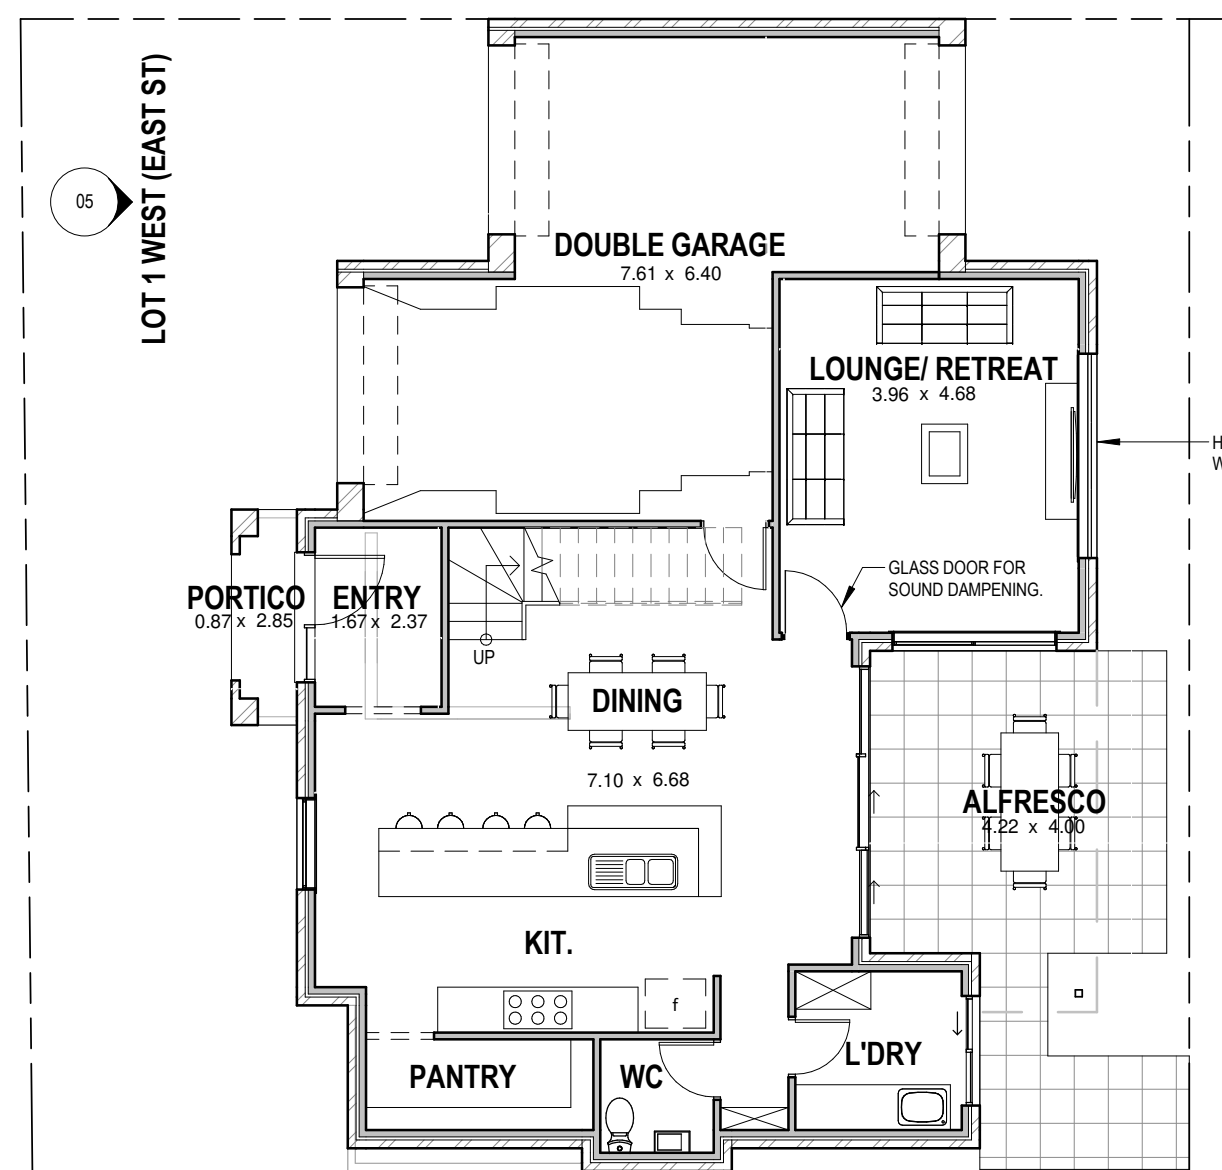 LOT 1 WEST (EAST ST)
05
DOUBLE GARAGE
7.61 x 6.40
LOUNGE/ RETREAT
3.96 x 4.68
H
W
GLASS DOOR FOR
SOUND DAMPENING.
PORTICO
0.87 x 2.85
ENTRY
1.67 x 2.37
UP
DINING
7.10 x 6.68
ALFRESCO
4.22 x 4.00
KIT.
f
L'DRY
PANTRY
WC